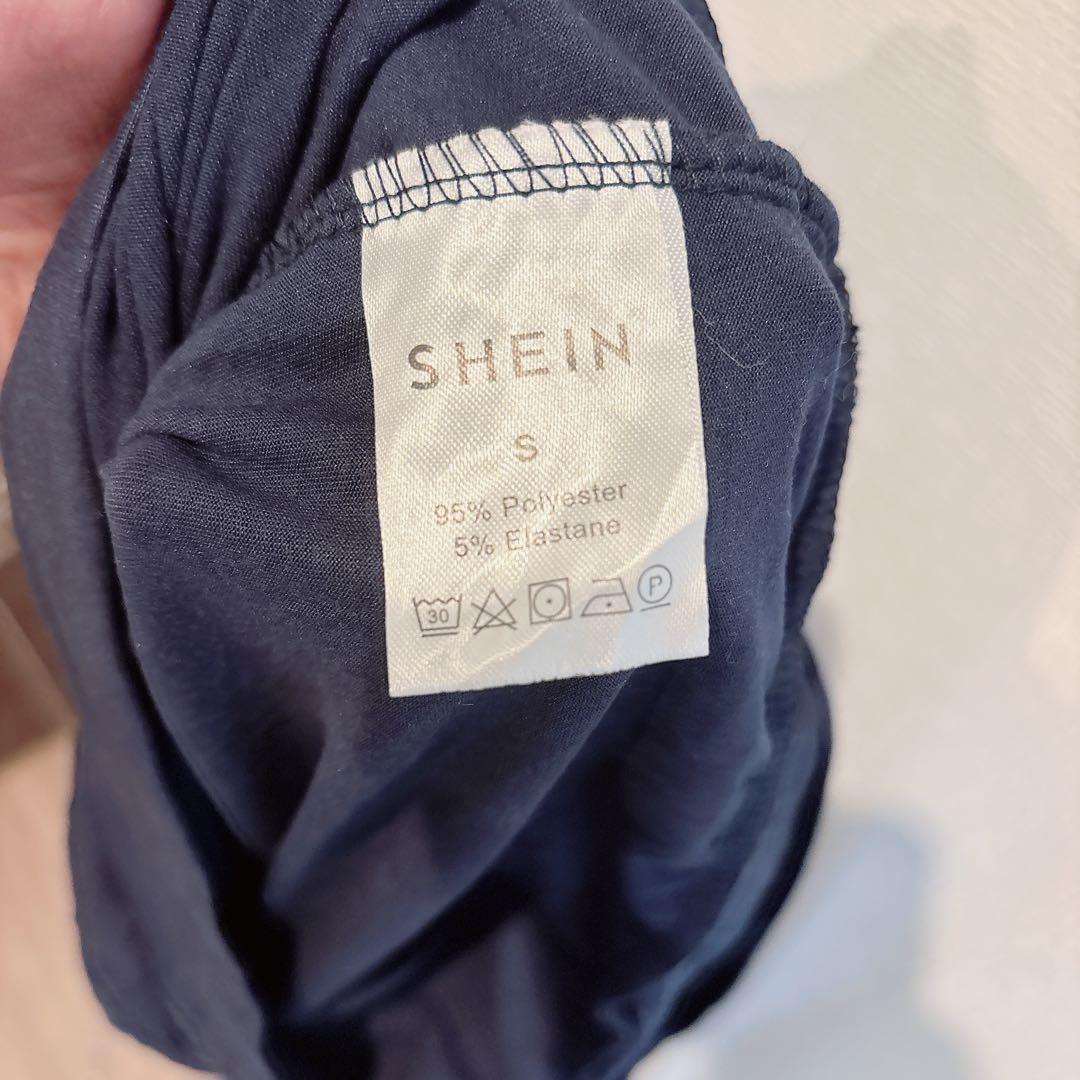 SHEIN
S
95% Polyester
5% Elastane
30 P